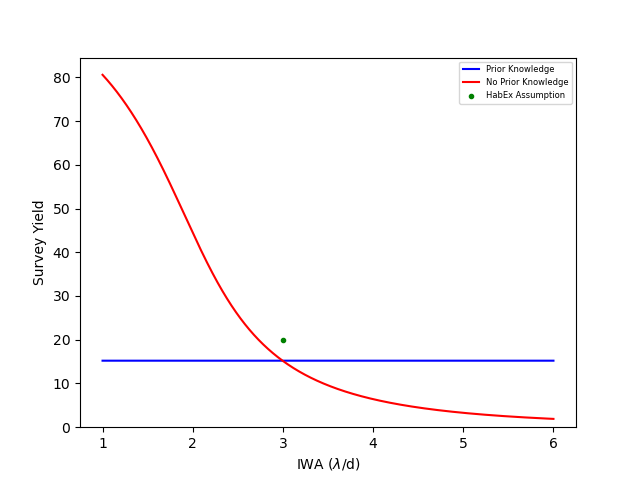 Prior Knowledge
No Prior Knowledge
HabEx Assumption
80
70
60
50
40
30
20
10
0
Survey Yield
1 2 3 4 5 6
IWA (λ/d)